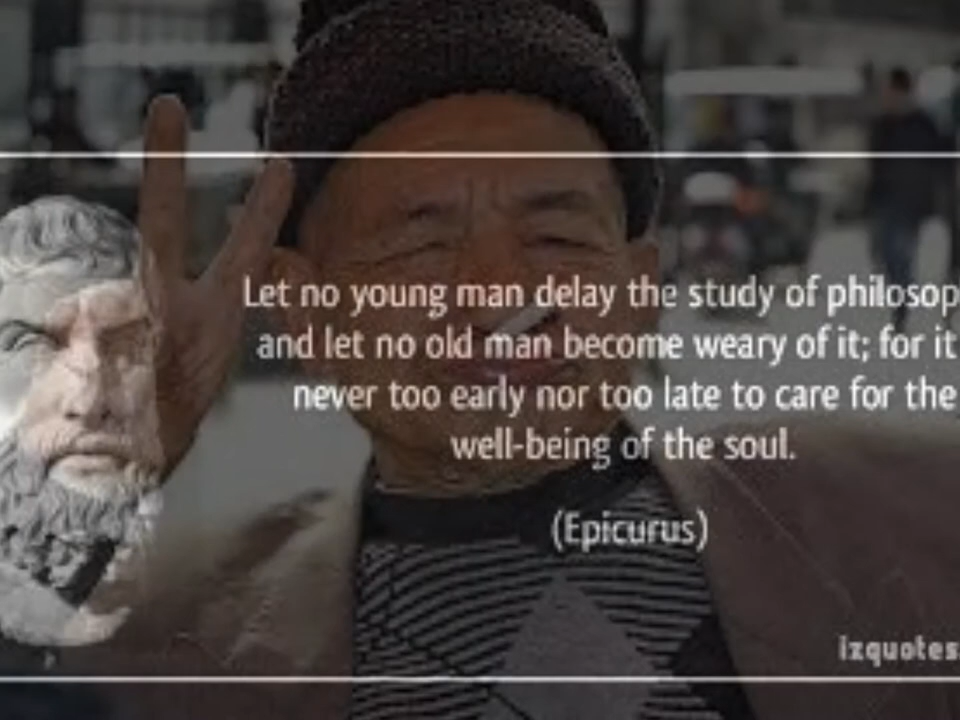 Let no young man delay the study of philosop
and let no old man become weary of it; for it
never too early nor too late to care for the
well-being of the soul.
(Epicurus)
izquotes.